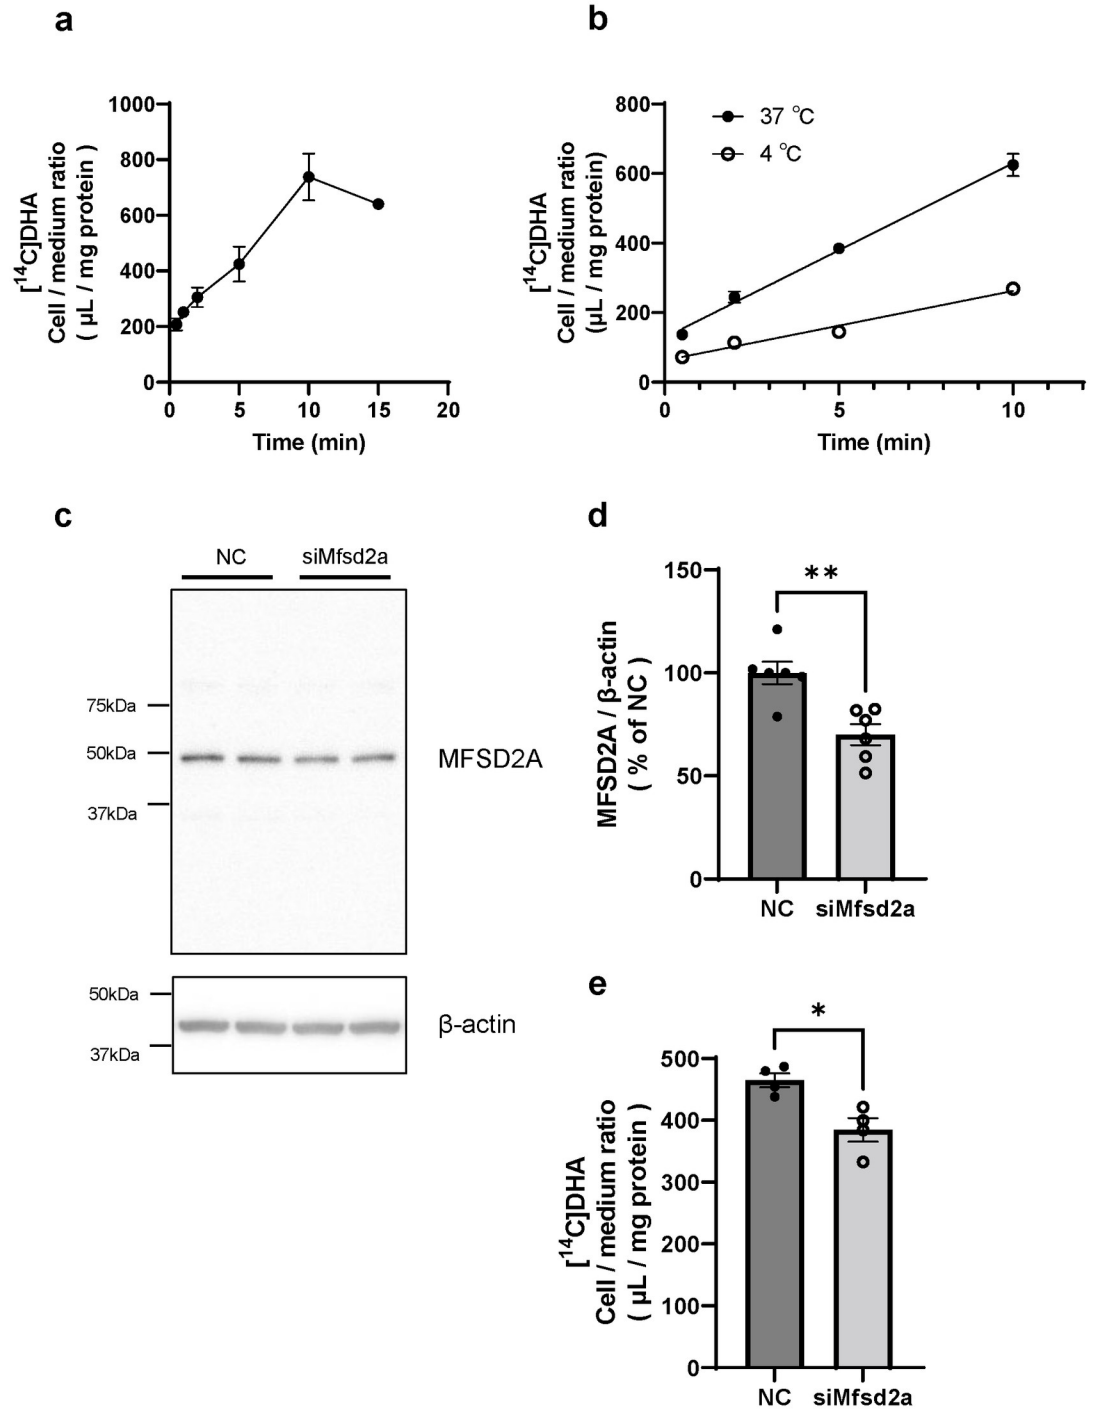 a
[¹⁴C]DHA
Cell / medium ratio
( μL / mg protein )
1000
800
600
400
200
0
0 5 10 15 20
Time (min)
b
[¹⁴C]DHA
Cell / medium ratio
(μL / mg protein)
800
600
400
200
0
37 °C
4 °C
0 5 10
Time (min)
c
NC siMfsd2a
75kDa
50kDa
37kDa
MFSD2A
50kDa
37kDa
β-actin
d
MFSD2A / β-actin
( % of NC )
150
100
50
0
**
NC siMfsd2a
e
[¹⁴C]DHA
Cell / medium ratio
( μL / mg protein )
500
400
300
200
100
0
*
NC siMfsd2a